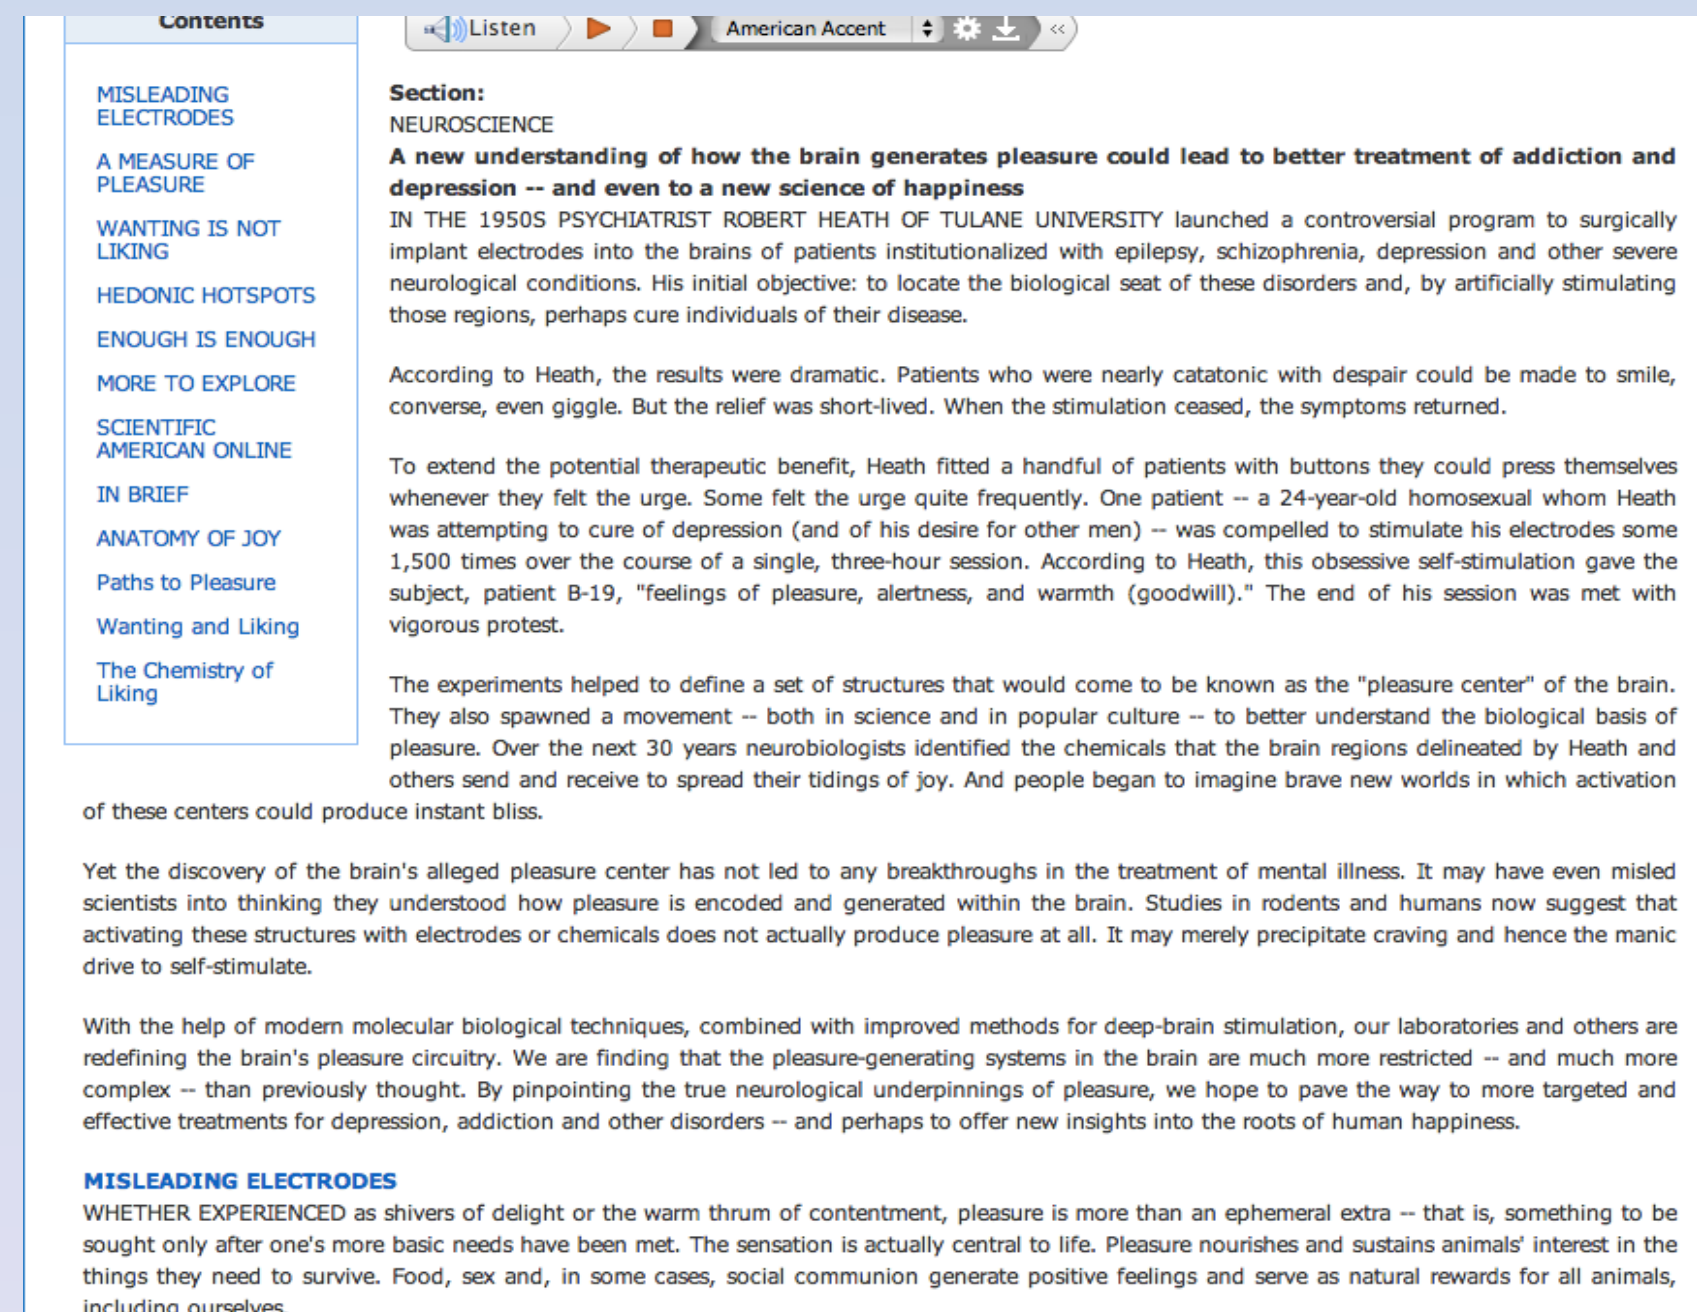 Contents
MISLEADING
ELECTRODES
A MEASURE OF
PLEASURE
WANTING IS NOT
LIKING
HEDONIC HOTSPOTS
ENOUGH IS ENOUGH
MORE TO EXPLORE
SCIENTIFIC
AMERICAN ONLINE
IN BRIEF
ANATOMY OF JOY
Paths to Pleasure
Wanting and Liking
The Chemistry of
Liking
Listen
American Accent
Section:
NEUROSCIENCE
A new understanding of how the brain generates pleasure could lead to better treatment of addiction and
depression -- and even to a new science of happiness
IN THE 1950S PSYCHIATRIST ROBERT HEATH OF TULANE UNIVERSITY launched a controversial program to surgically
implant electrodes into the brains of patients institutionalized with epilepsy, schizophrenia, depression and other severe
neurological conditions. His initial objective: to locate the biological seat of these disorders and, by artificially stimulating
those regions, perhaps cure individuals of their disease.
According to Heath, the results were dramatic. Patients who were nearly catatonic with despair could be made to smile,
converse, even giggle. But the relief was short-lived. When the stimulation ceased, the symptoms returned.
To extend the potential therapeutic benefit, Heath fitted a handful of patients with buttons they could press themselves
whenever they felt the urge. Some felt the urge quite frequently. One patient -- a 24-year-old homosexual whom Heath
was attempting to cure of depression (and of his desire for other men) -- was compelled to stimulate his electrodes some
1,500 times over the course of a single, three-hour session. According to Heath, this obsessive self-stimulation gave the
subject, patient B-19, "feelings of pleasure, alertness, and warmth (goodwill)." The end of his session was met with
vigorous protest.
The experiments helped to define a set of structures that would come to be known as the "pleasure center" of the brain.
They also spawned a movement -- both in science and in popular culture -- to better understand the biological basis of
pleasure. Over the next 30 years neurobiologists identified the chemicals that the brain regions delineated by Heath and
others send and receive to spread their tidings of joy. And people began to imagine brave new worlds in which activation
of these centers could produce instant bliss.
Yet the discovery of the brain's alleged pleasure center has not led to any breakthroughs in the treatment of mental illness. It may have even misled
scientists into thinking they understood how pleasure is encoded and generated within the brain. Studies in rodents and humans now suggest that
activating these structures with electrodes or chemicals does not actually produce pleasure at all. It may merely precipitate craving and hence the manic
drive to self-stimulate.
With the help of modern molecular biological techniques, combined with improved methods for deep-brain stimulation, our laboratories and others are
redefining the brain's pleasure circuitry. We are finding that the pleasure-generating systems in the brain are much more restricted -- and much more
complex -- than previously thought. By pinpointing the true neurological underpinnings of pleasure, we hope to pave the way to more targeted and
effective treatments for depression, addiction and other disorders -- and perhaps to offer new insights into the roots of human happiness.
MISLEADING ELECTRODES
WHETHER EXPERIENCED as shivers of delight or the warm thrum of contentment, pleasure is more than an ephemeral extra -- that is, something to be
sought only after one's more basic needs have been met. The sensation is actually central to life. Pleasure nourishes and sustains animals' interest in the
things they need to survive. Food, sex and, in some cases, social communion generate positive feelings and serve as natural rewards for all animals,
including ourselves.